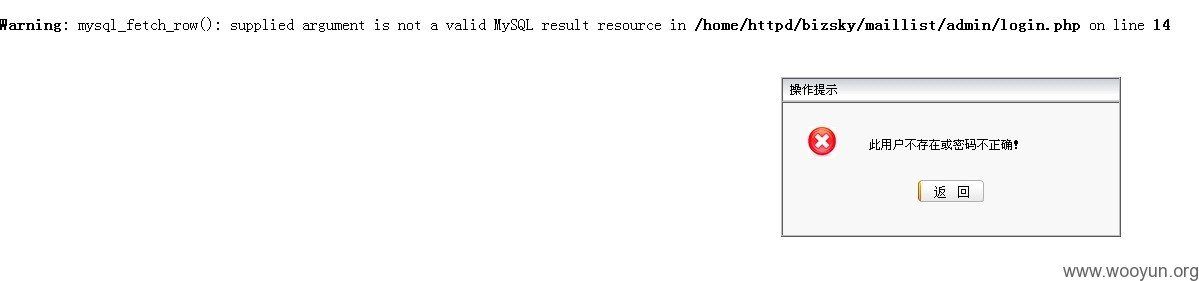 Warning: mysql_fetch_row(): supplied argument is not a valid MySQL result resource in /home/httpd/bizsky/maillist/admin/login.php on line 14
操作提示
此用户不存在或密码不正确!
返 回
www.wooyun.org